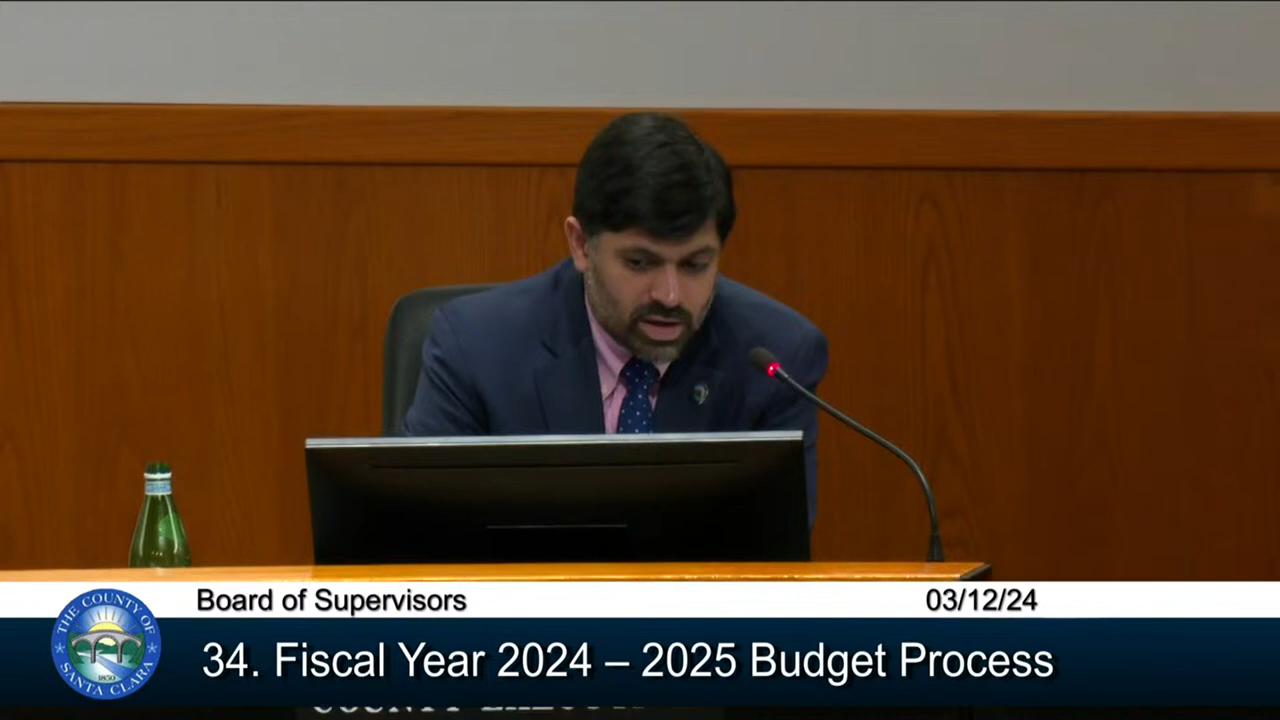 Board of Supervisors
03/12/24
34. Fiscal Year 2024 – 2025 Budget Process
THE COUNTY OF
SANTA CLARA
1850
COUNTY